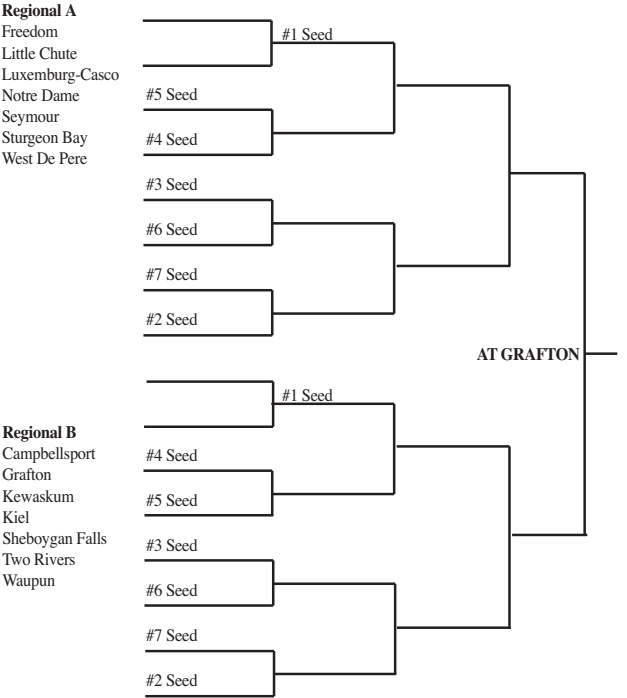 Regional A
Freedom
Little Chute
Luxemburg-Casco
Notre Dame
Seymour
Sturgeon Bay
West De Pere
#1 Seed
#5 Seed
#4 Seed
#3 Seed
#6 Seed
#7 Seed
#2 Seed
AT GRAFTON
Regional B
Campbellsport
Grafton
Kewaskum
Kiel
Sheboygan Falls
Two Rivers
Waupun
#1 Seed
#4 Seed
#5 Seed
#3 Seed
#6 Seed
#7 Seed
#2 Seed